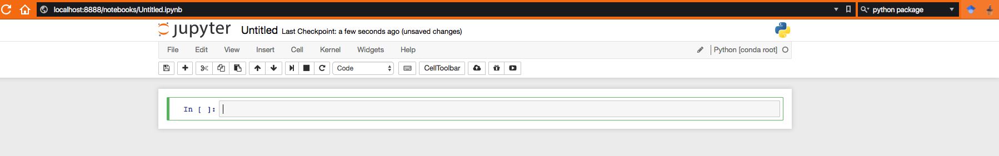 localhost:8888/notebooks/Untitled.ipynb python package
jupyter Untitled Last Checkpoint: a few seconds ago (unsaved changes)
File Edit View Insert Cell Kernel Widgets Help Python [conda root]
Code CellToolbar
In [ ]: